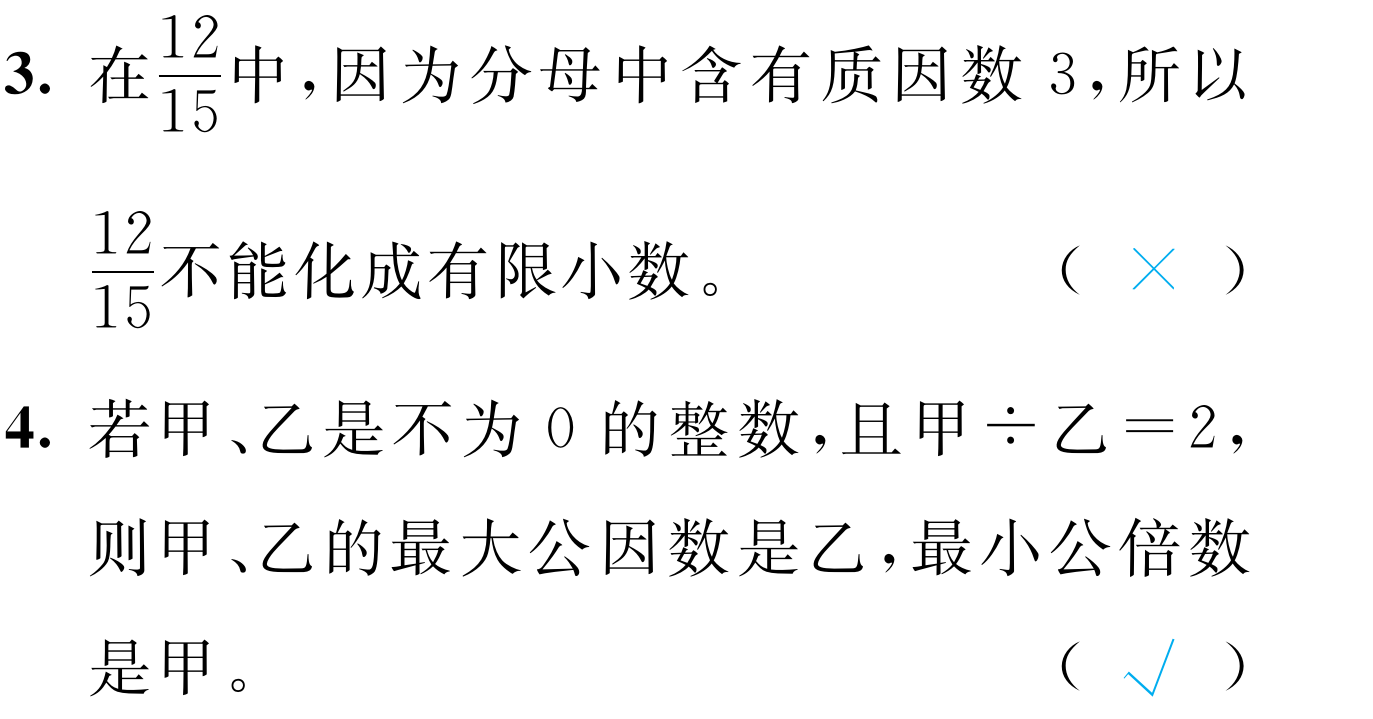 3. 在12/15中,因为分母中含有质因数 3,所以
12/15不能化成有限小数。 ( × )
4. 若甲、乙是不为 0 的整数,且甲÷乙=2,
则甲、乙的最大公因数是乙,最小公倍数
是甲。 ( √ )